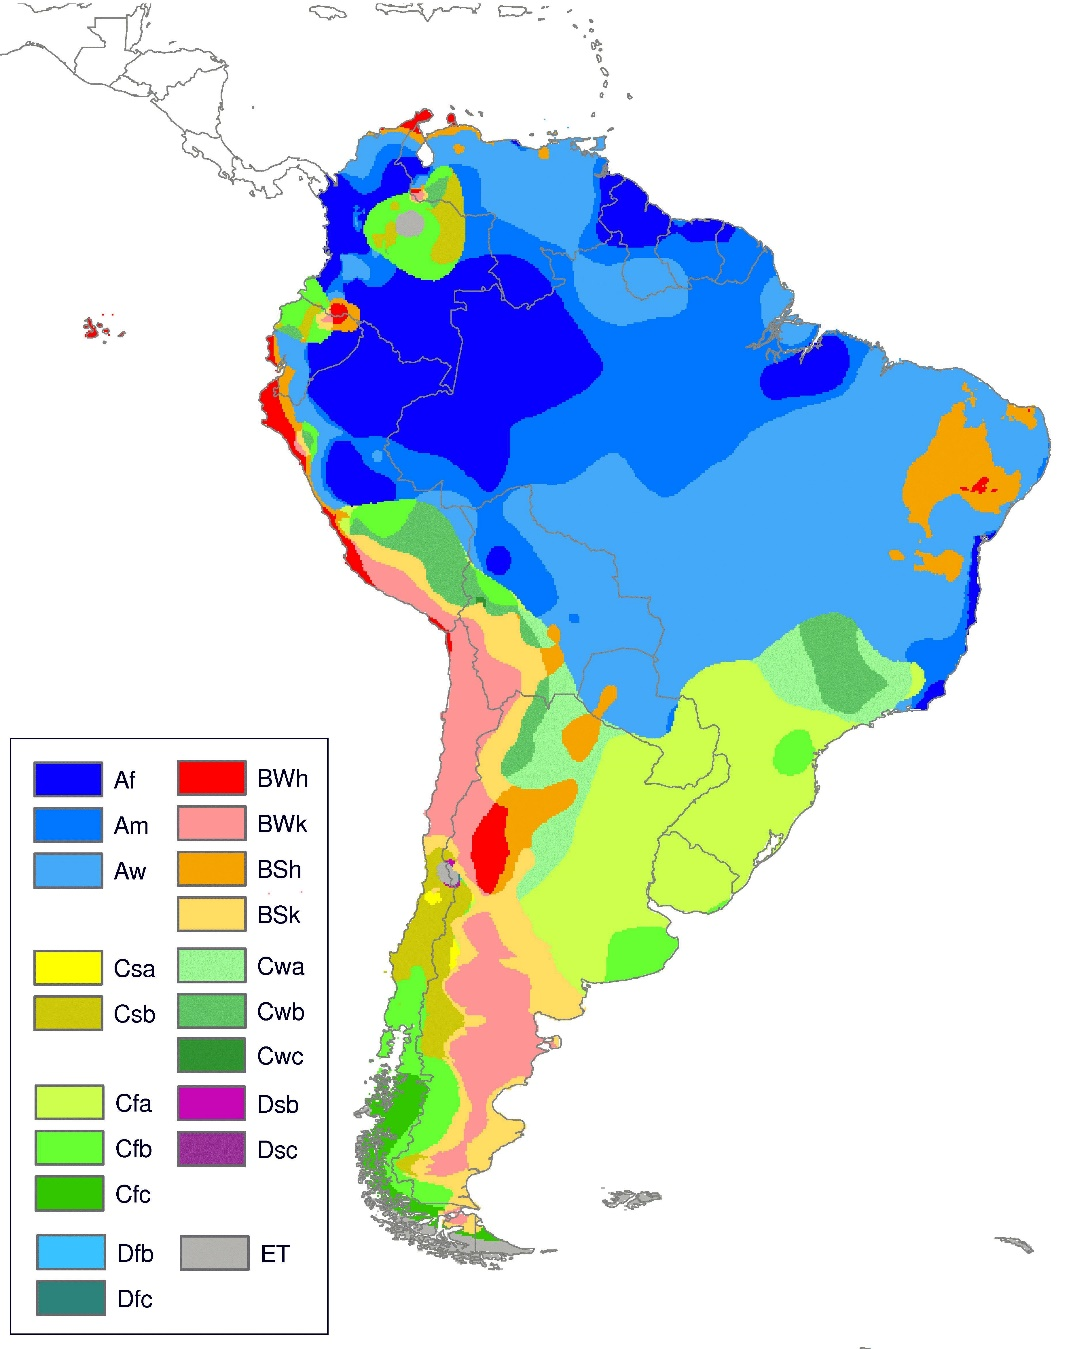 Af BWh
Am BWk
Aw BSh
BSk
Csa Cwa
Csb Cwb
Cwc
Cfa Dsb
Cfb Dsc
Cfc
Dfb ET
Dfc